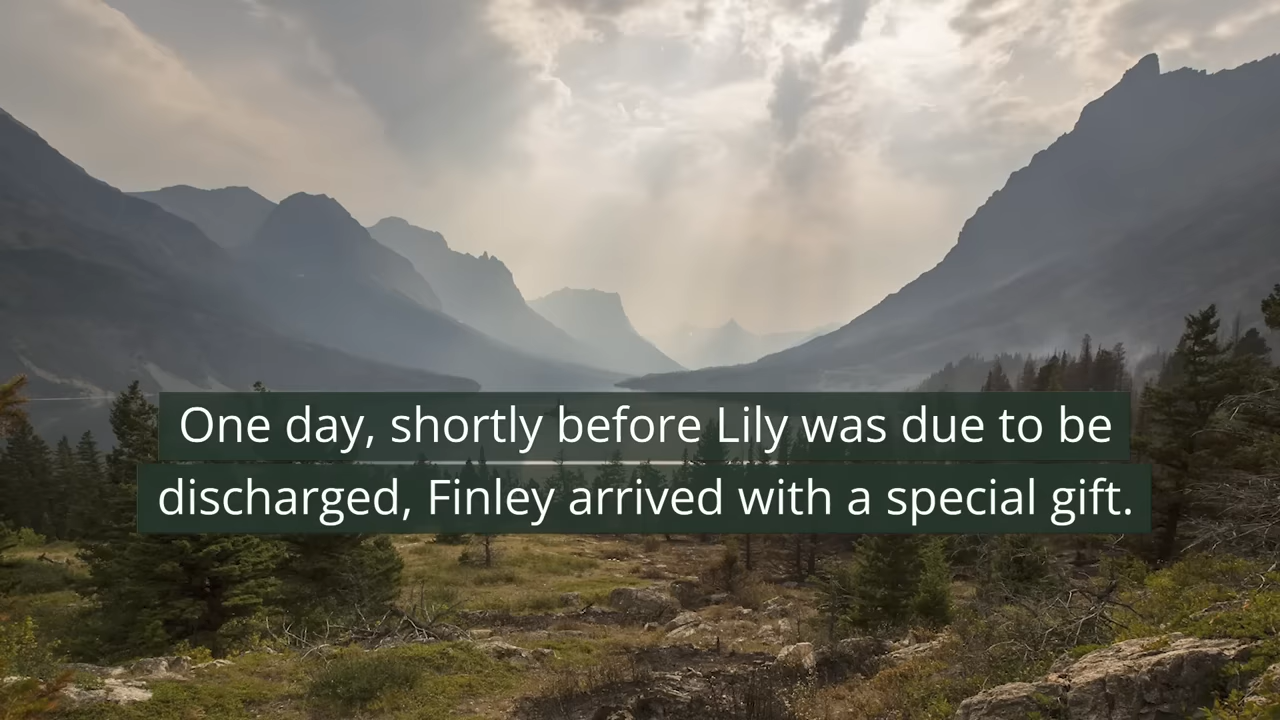 One day, shortly before Lily was due to be
discharged, Finley arrived with a special gift.